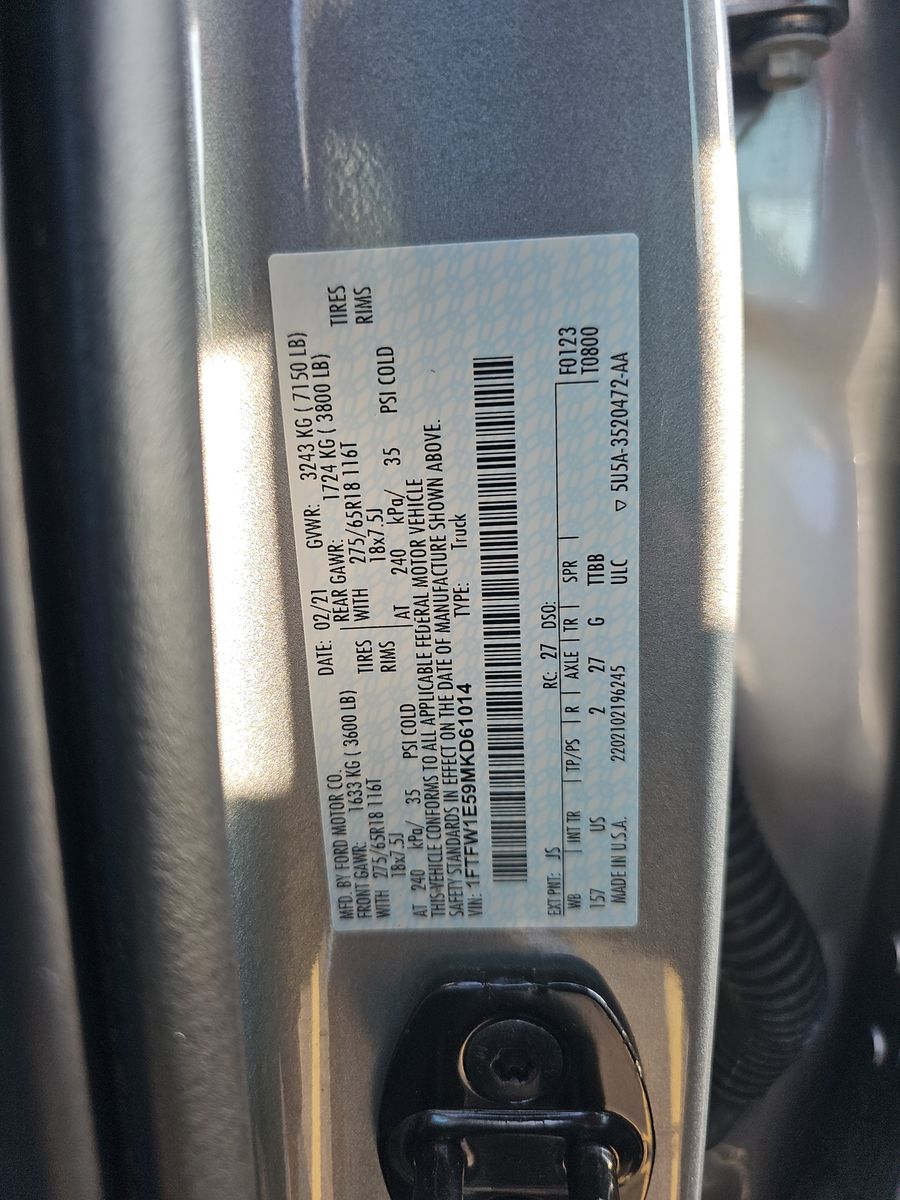 MFD. BY FORD MOTOR CO. DATE: 02/21 GVWR: 3243 KG ( 7150 LB)
FRONT GAWR: 1633 KG ( 3600 LB) REAR GAWR: 1724 KG ( 3800 LB)
WITH 275/65R18 116T TIRES WITH 275/65R18 116T TIRES
18x7.5J RIMS 18x7.5J RIMS
AT 240 kPa/ 35 PSI COLD AT 240 kPa/ 35 PSI COLD
THIS VEHICLE CONFORMS TO ALL APPLICABLE FEDERAL MOTOR VEHICLE
SAFETY STANDARDS IN EFFECT ON THE DATE OF MANUFACTURE SHOWN ABOVE.
VIN: 1FTFW1E59MKD61014 TYPE: Truck
EXT PNT: JS RC: 27 DSO: F0123
WB INT TR TP/PS R AXLE TR SPR T0800
157 US 2 27 G TTBB
MADE IN U.S.A. 2202102196245 ULC ▽ 5U5A-3520472-AA